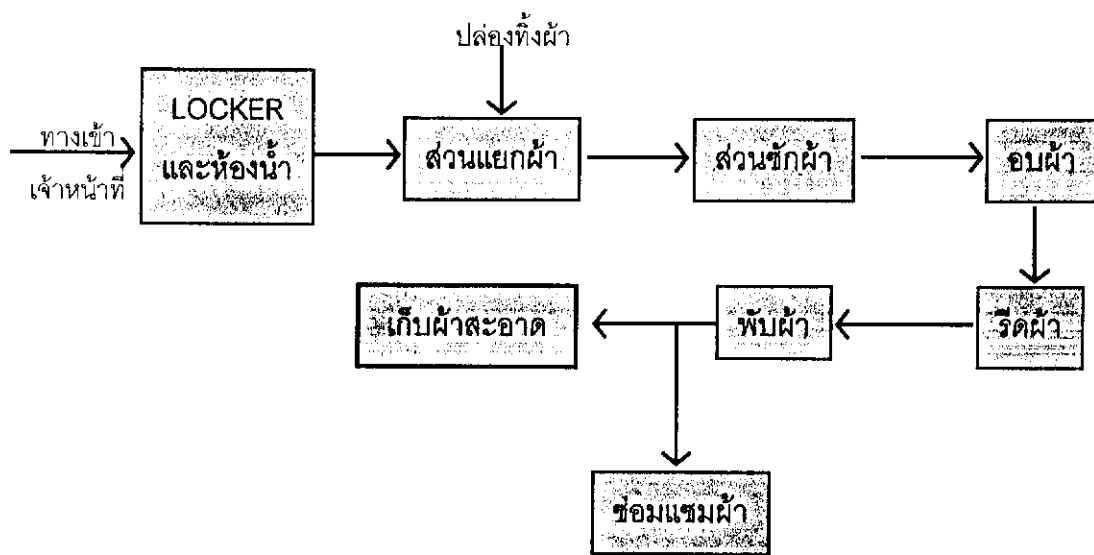 ปล่องทิ้งผ้า
ทางเข้า
เจ้าหน้าที่
LOCKER
และห้องน้ำ
ส่วนแยกผ้า
ส่วนซักผ้า
อบผ้า
รีดผ้า
พับผ้า
เก็บผ้าสะอาด
ซ่อมแซมผ้า